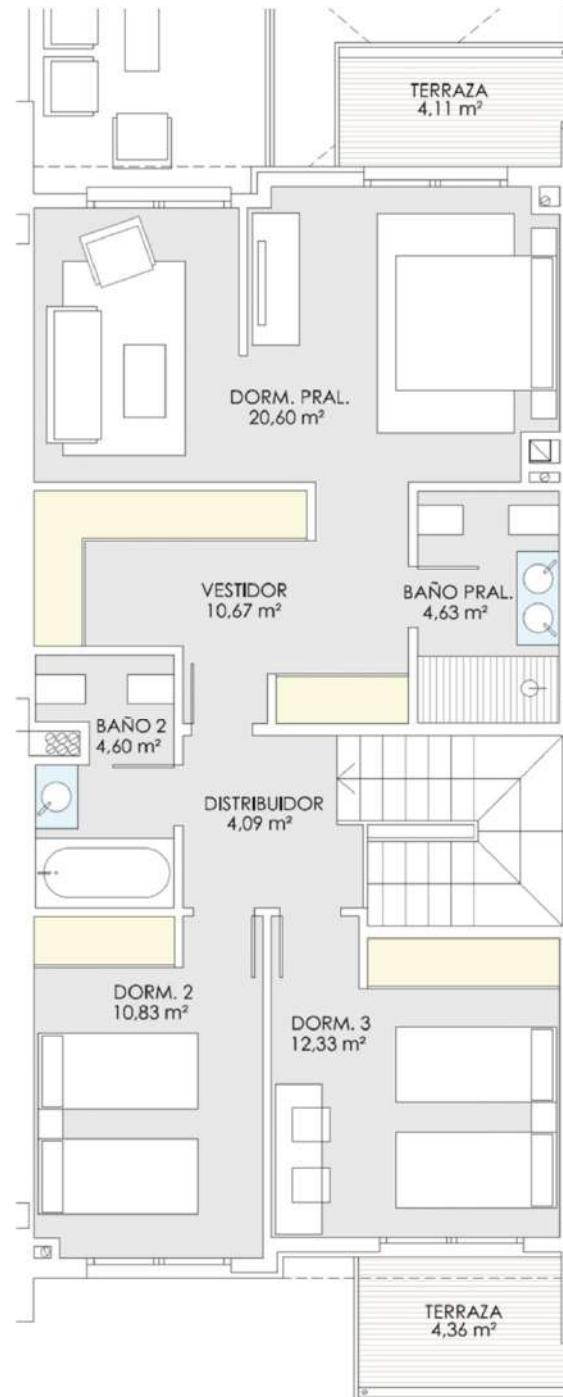 TERRAZA
4,11 m²
DORM. PRAL.
20,60 m²
VESTIDOR
10,67 m²
BAÑO PRAL.
4,63 m²
BAÑO 2
4,60 m²
DISTRIBUIDOR
4,09 m²
DORM. 2
10,83 m²
DORM. 3
12,33 m²
TERRAZA
4,36 m²